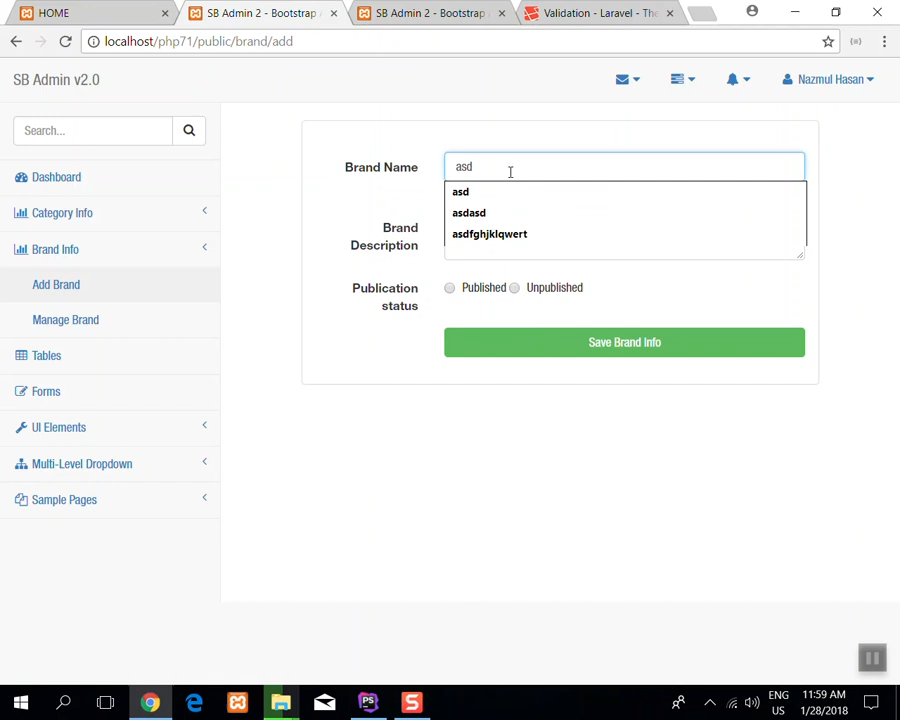 HOME
SB Admin 2 - Bootstrap
SB Admin 2 - Bootstrap
Validation - Laravel - The
localhost/php71/public/brand/add
SB Admin v2.0
Nazmul Hasan
Search...
Dashboard
Category Info
Brand Info
Add Brand
Manage Brand
Tables
Forms
UI Elements
Multi-Level Dropdown
Sample Pages
Brand Name
asd
asd
asdasd
asdfghjklqwert
Brand
Description
Publication
status
Published
Unpublished
Save Brand Info
ENG
US
11:59 AM
1/28/2018